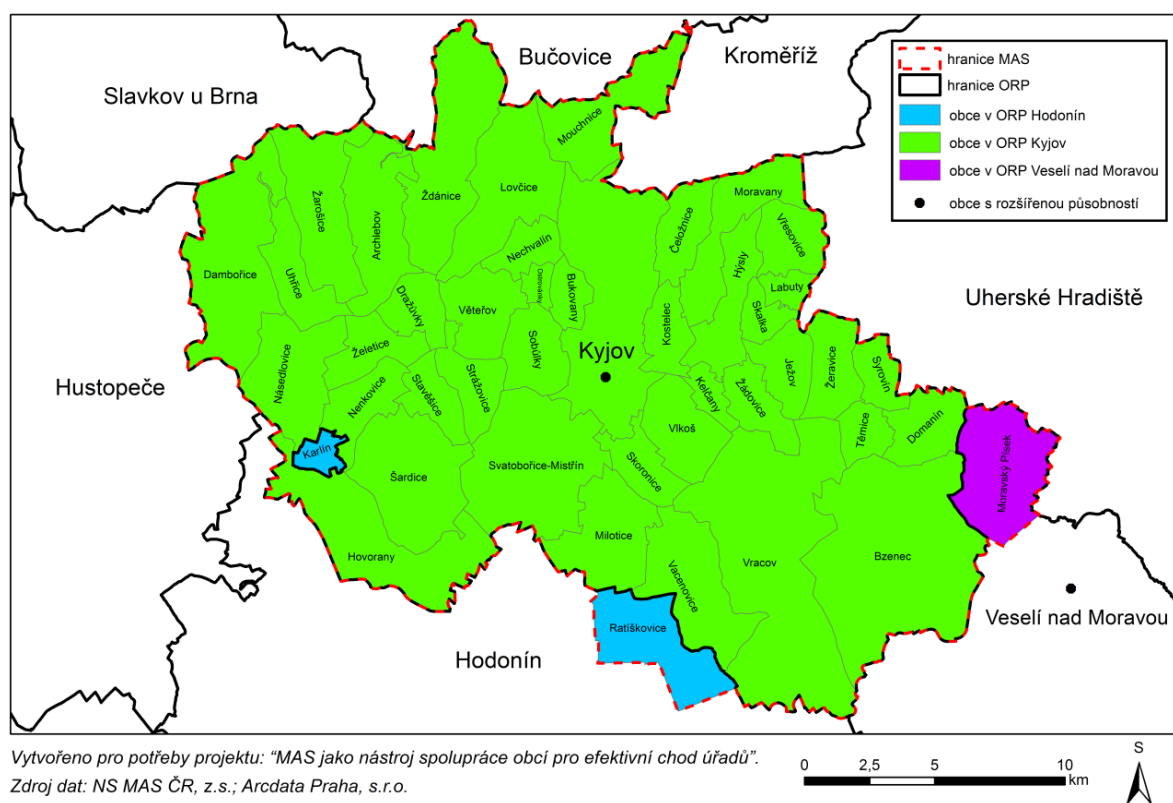 Bučovice
Kroměříž
Slavkov u Brna
hranice MAS
hranice ORP
obce v ORP Hodonín
obce v ORP Kyjov
obce v ORP Veselí nad Moravou
obce s rozšířenou působností
Mouchnice
Ždánice
Lovčice
Moravany
Žarošice
Archlebov
Čeložnice
Vřesovice
Nechvalín
Hýsly
Dambořice
Uhřice
Ostrovánky
Bukovany
Labuty
Uherské Hradiště
Dražůvky
Věteřov
Kostelec
Skalka
Sobůlky
Želetice
Kyjov
Ježov
Žeravice
Syrovín
Hustopeče
Násedlovice
Nenkovice
Stavěšice
Strážovice
Kelčany
Žádovice
Domanín
Těmice
Vlkoš
Karlín
Šardice
Svatobořice-Mistřín
Skoronice
Moravský Písek
Milotice
Hovorany
Vacenovice
Vracov
Bzenec
Ratíškovice
Veselí nad Moravou
Hodonín
Vytvořeno pro potřeby projektu: “MAS jako nástroj spolupráce obcí pro efektivní chod úřadů”.
Zdroj dat: NS MAS ČR, z.s.; Arcdata Praha, s.r.o.
0 2,5 5 10
km
S